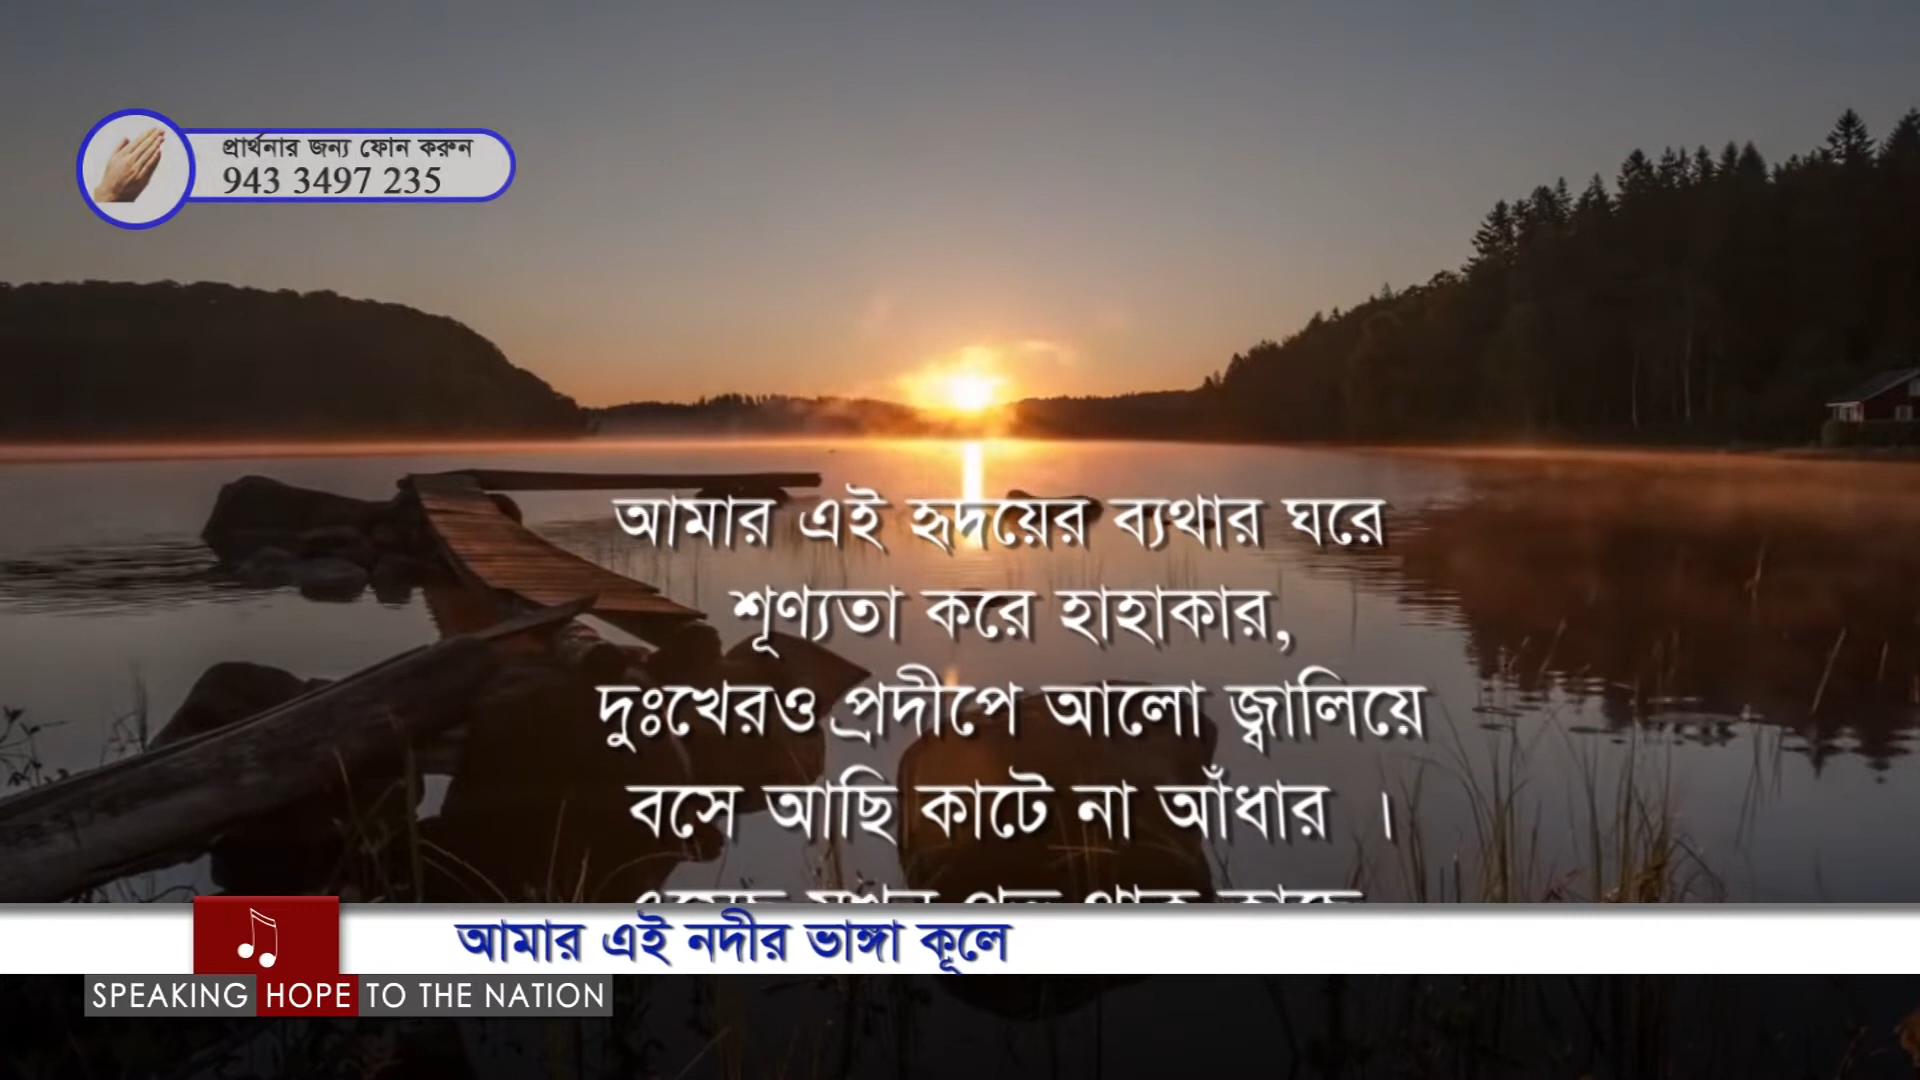 প্রার্থনার জন্য ফোন করুন
943 3497 235
আমার এই হৃদয়ের ব্যথার ঘরে
শূণ্যতা করে হাহাকার,
দুঃখেরও প্রদীপে আলো জ্বালিয়ে
বসে আছি কাটে না আঁধার ।
আমার এই নদীর ভাঙ্গা কূলে
SPEAKING HOPE TO THE NATION